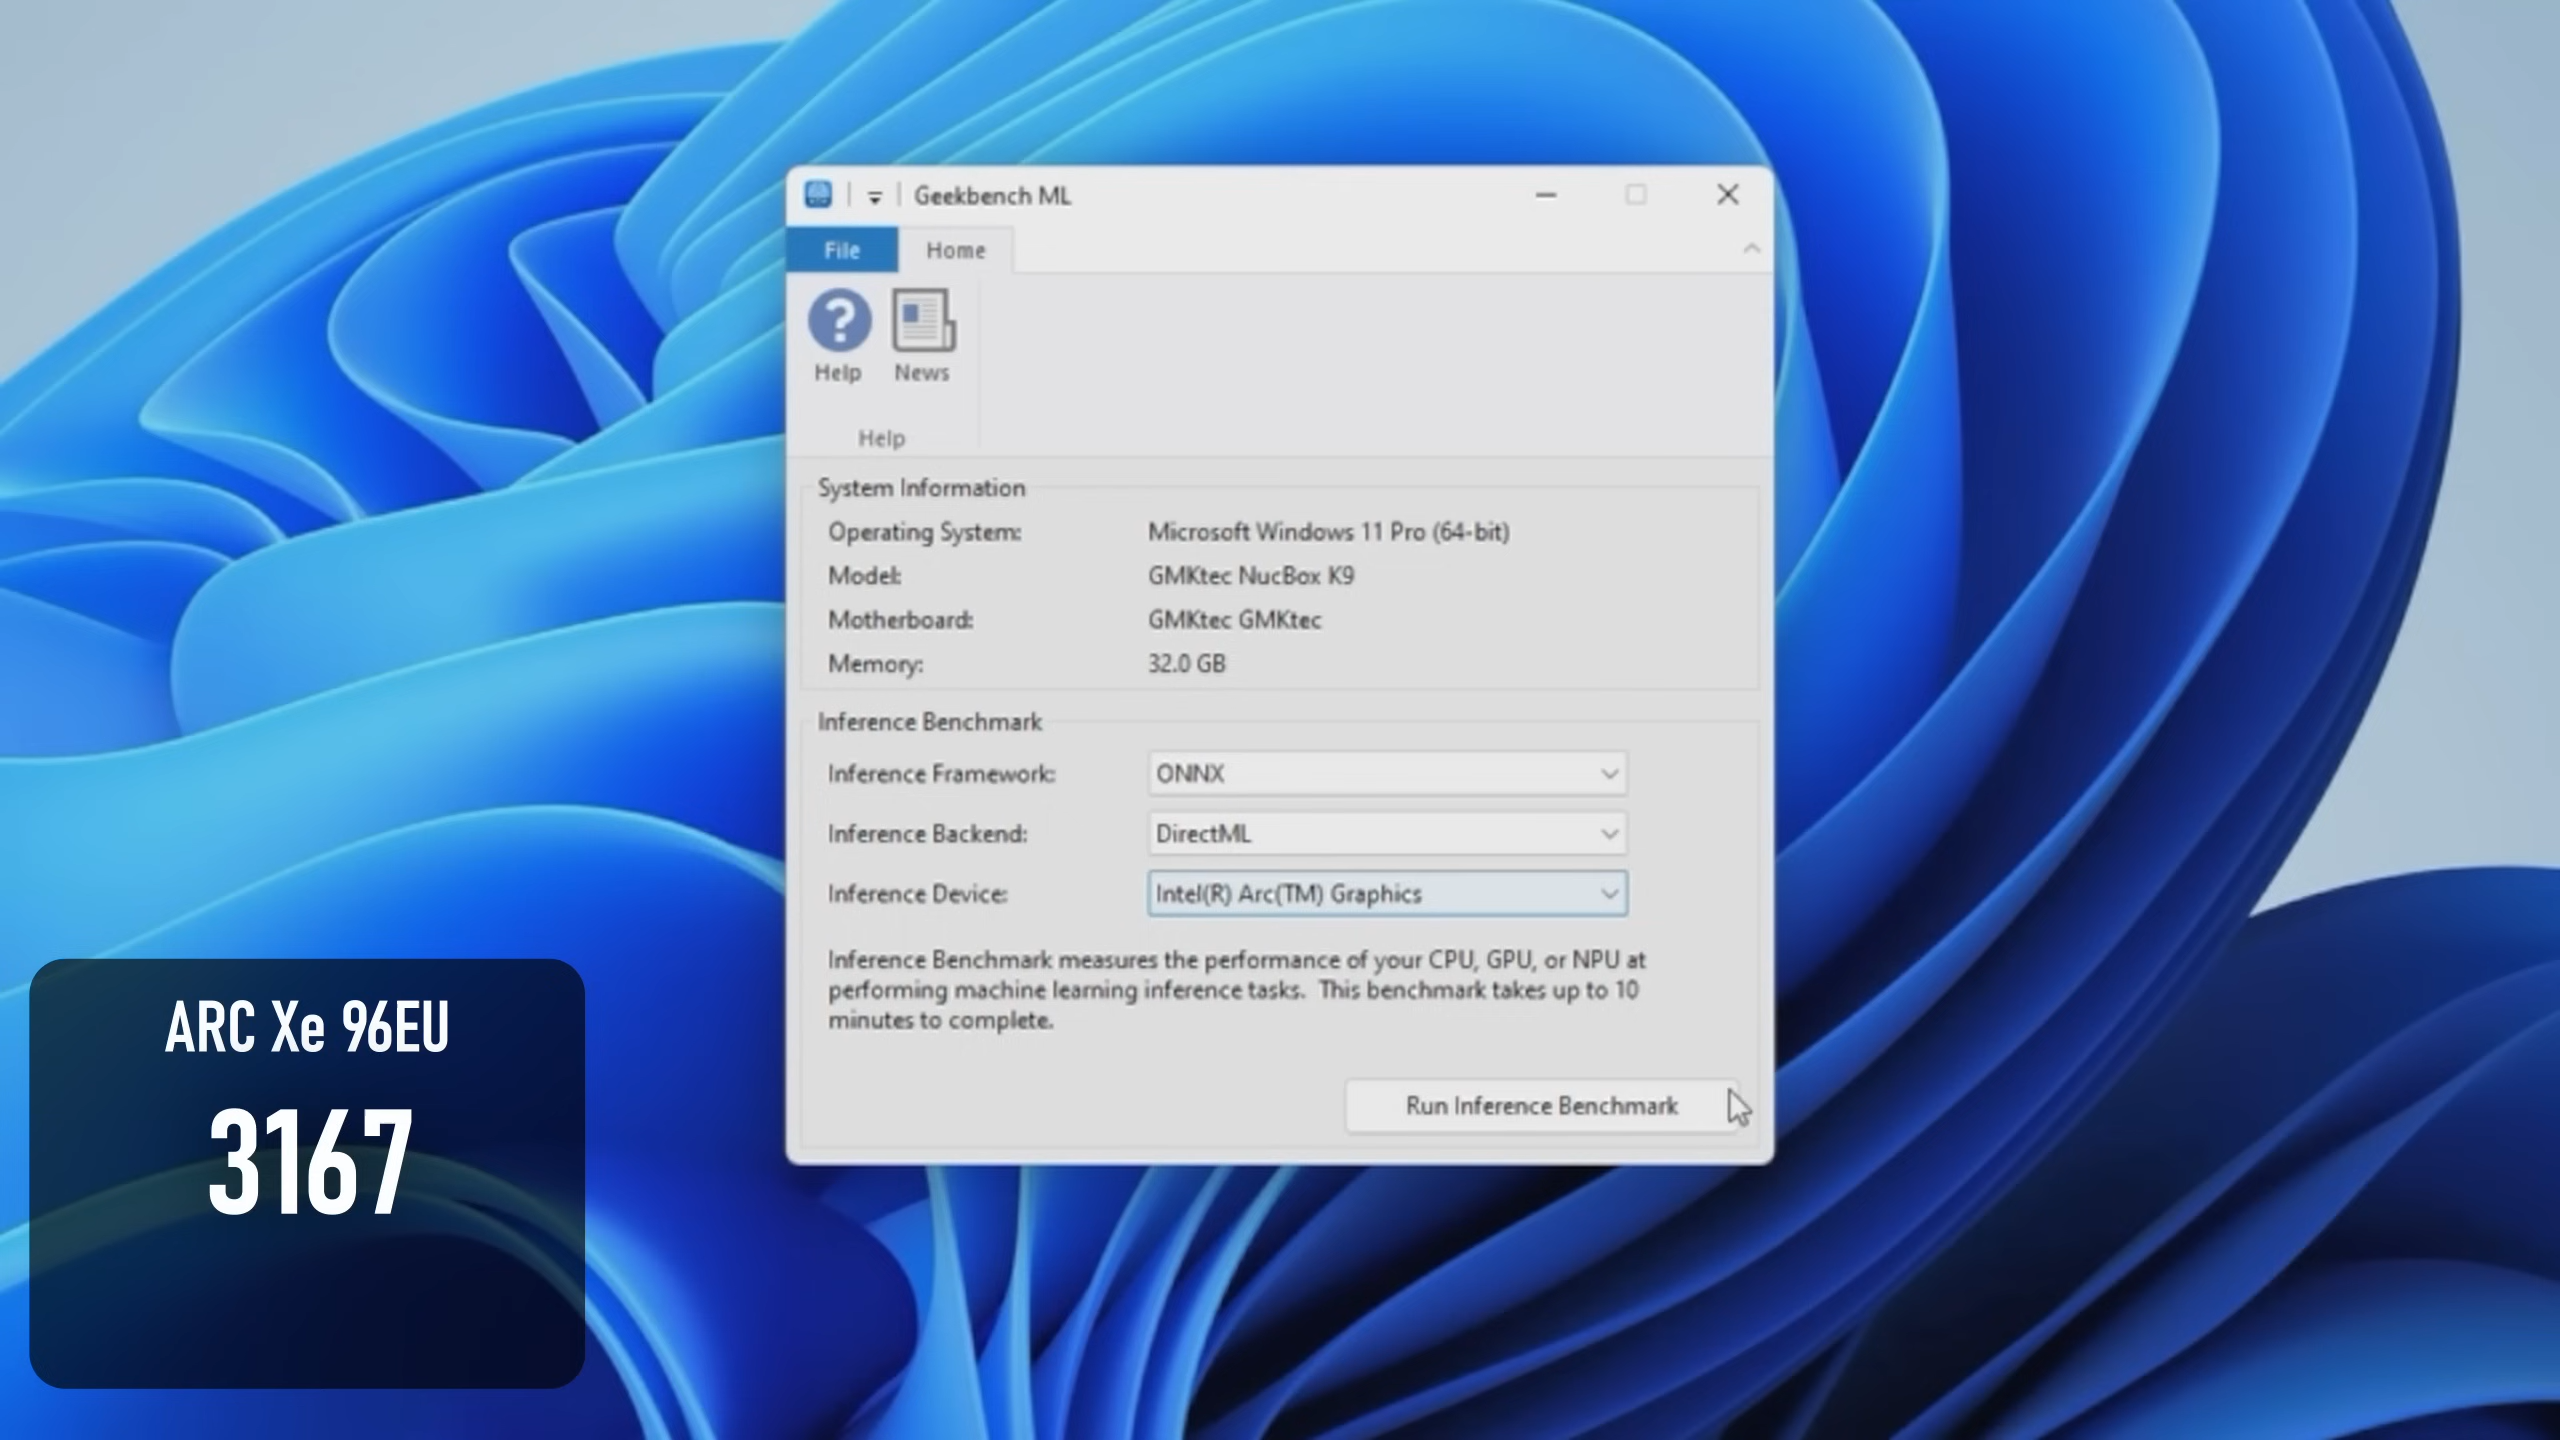 Geekbench ML
File Home
Help News
Help
System Information
Operating System: Microsoft Windows 11 Pro (64-bit)
Model: GMKtec NucBox K9
Motherboard: GMKtec GMKtec
Memory: 32.0 GB
Inference Benchmark
Inference Framework: ONNX
Inference Backend: DirectML
Inference Device: Intel(R) Arc(TM) Graphics
Inference Benchmark measures the performance of your CPU, GPU, or NPU at
performing machine learning inference tasks.  This benchmark takes up to 10
minutes to complete.
Run Inference Benchmark
ARC Xe 96EU
3167